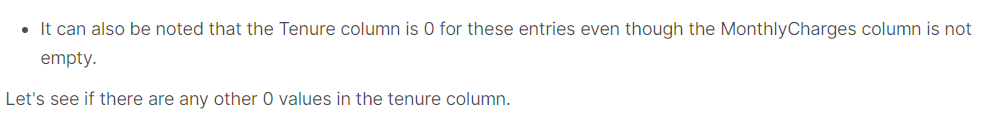 • It can also be noted that the Tenure column is 0 for these entries even though the MonthlyCharges column is not
empty.
Let's see if there are any other 0 values in the tenure column.